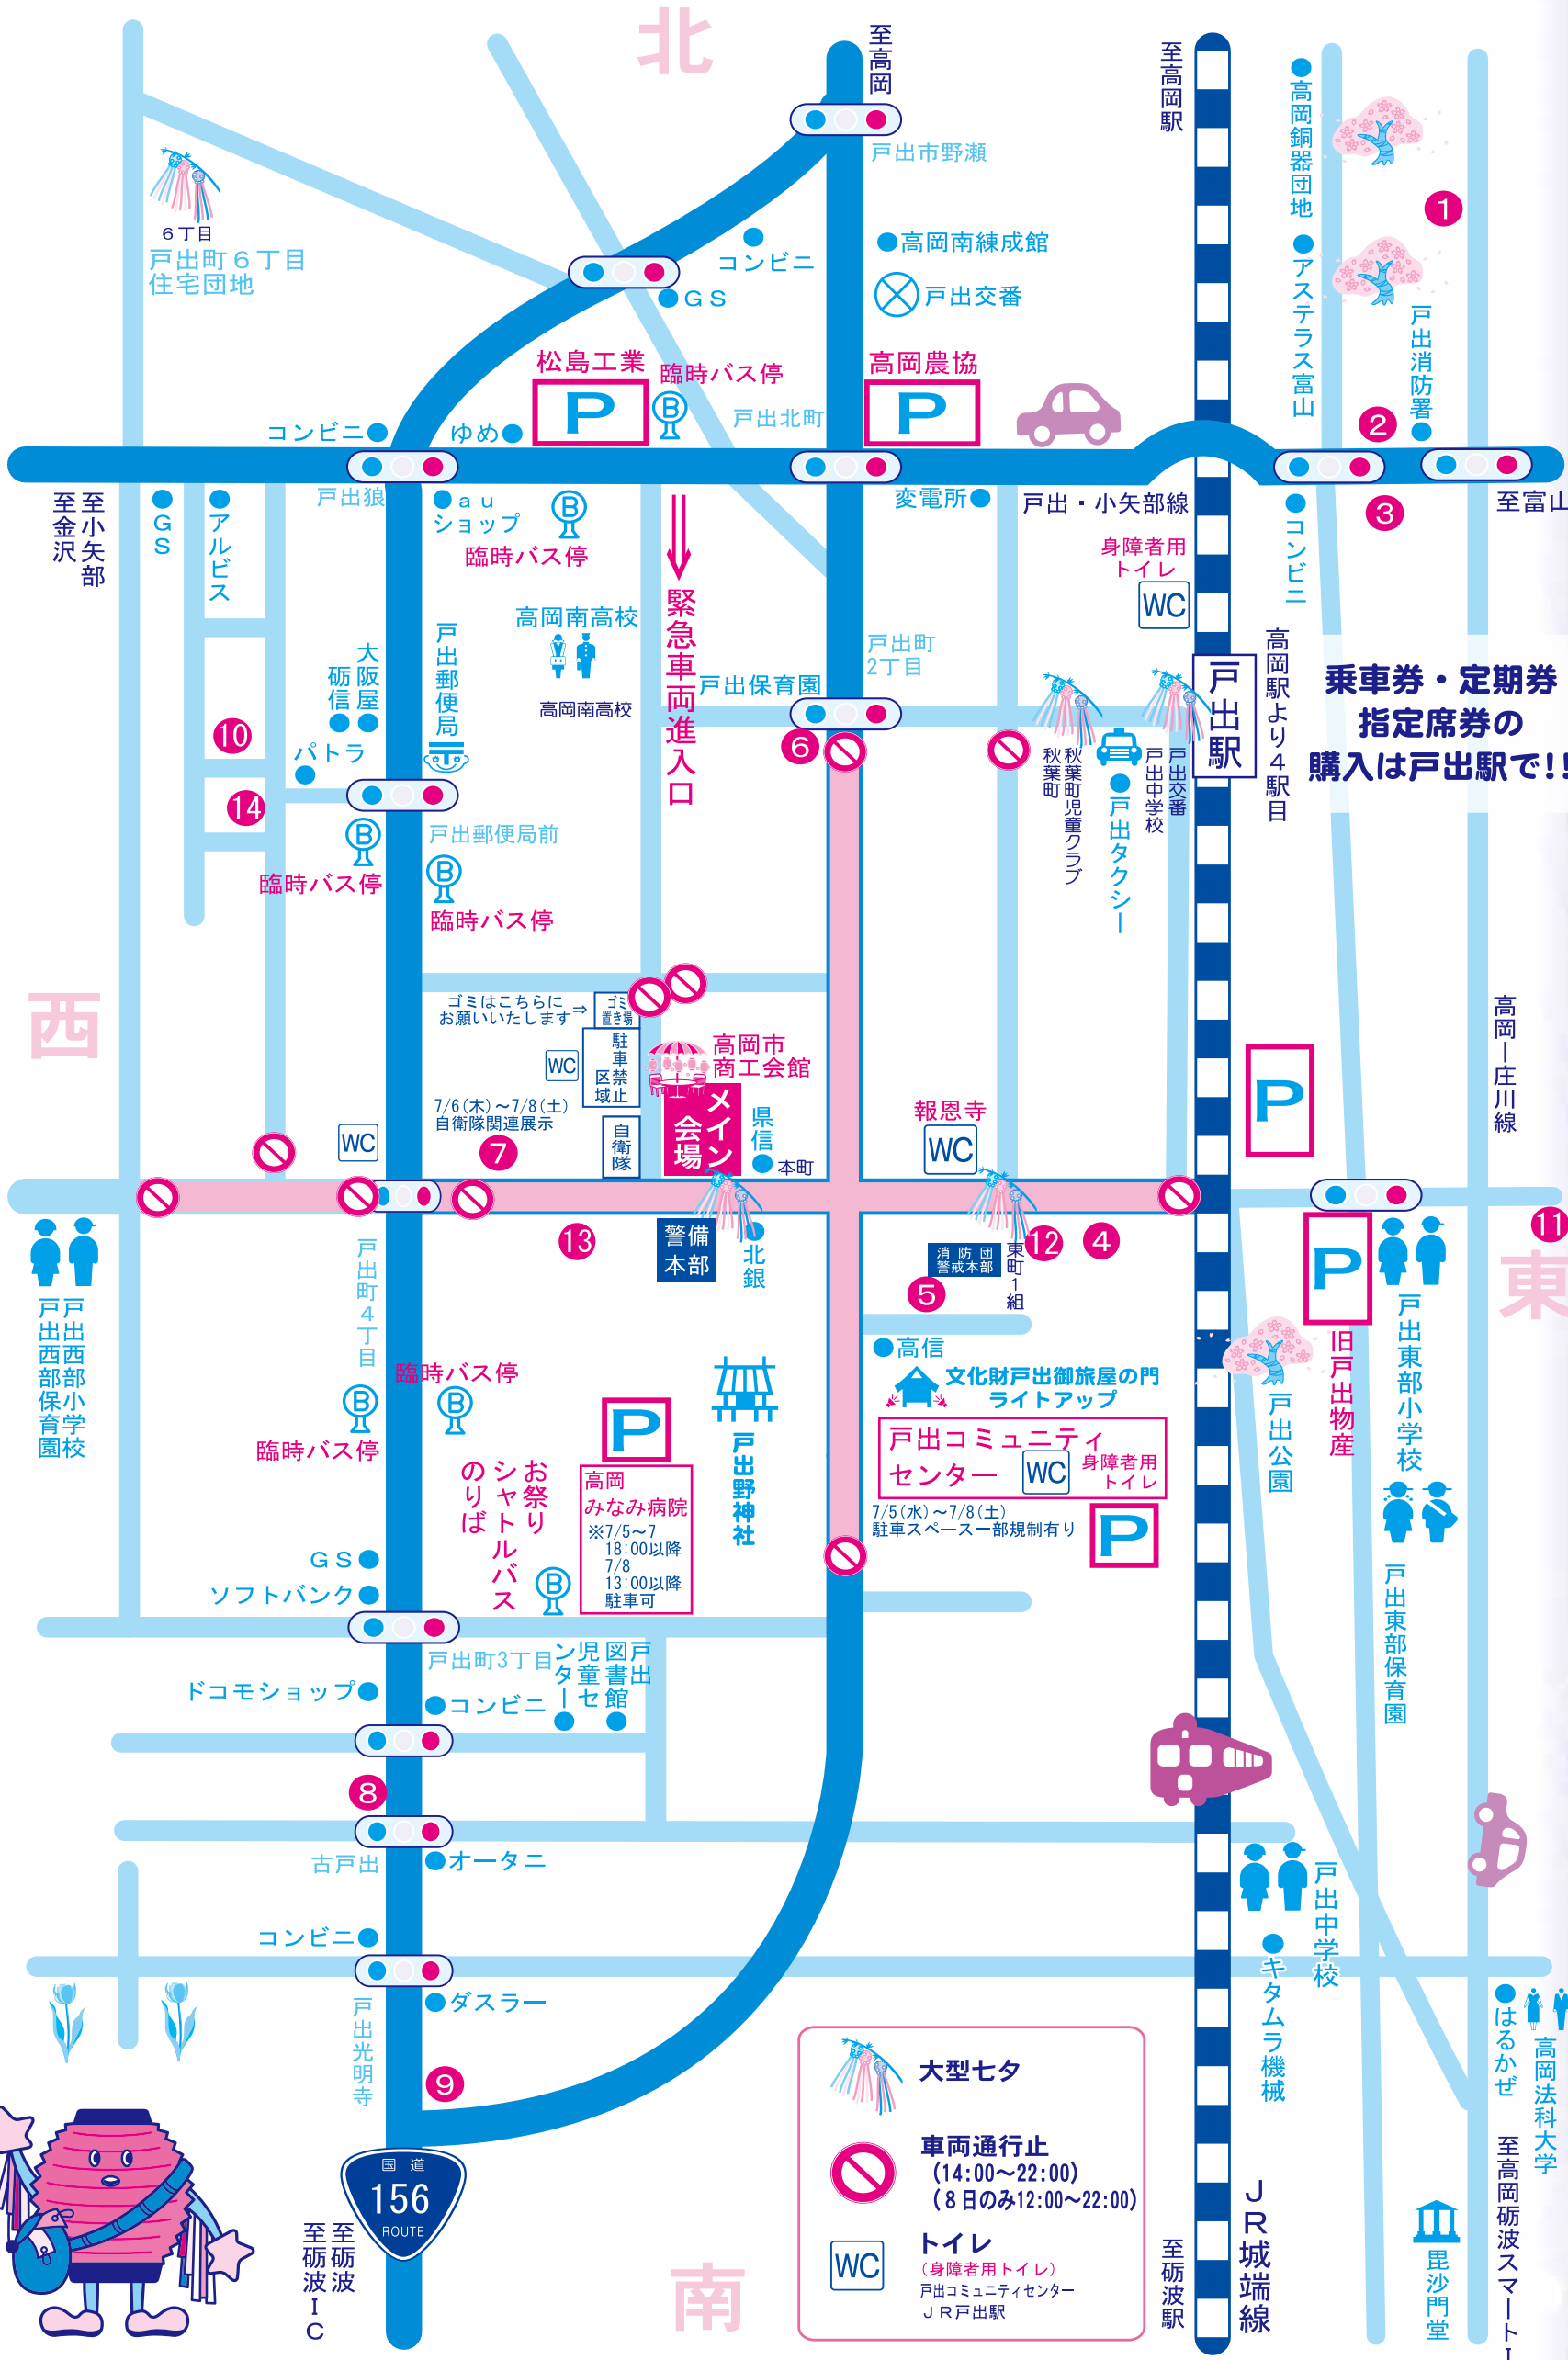 北
至高岡
至高岡駅
高岡銅器団地
戸出市野瀬
1
6丁目
戸出町6丁目
住宅団地
コンビニ
GS
高岡南練成館
戸出交番
アステラス富山
戸出消防署
松島工業
P
臨時バス停
B
戸出北町
高岡農協
P
2
コンビニ
ゆめ
至小矢部
至金沢
GS
アルビス
戸出狼
au
ショップ
B
臨時バス停
変電所
戸出・小矢部線
3
至富山
コンビニ
身障者用
トイレ
WC
緊急車両進入口
高岡南高校
高岡南高校
戸出町
2丁目
戸出保育園
6
大阪屋
砺信
戸出郵便局
パトラ
10
14
戸出郵便局前
B
臨時バス停
B
臨時バス停
秋葉町児童クラブ
秋葉町
戸出タクシー
戸出交番
戸出中学校
戸出駅
高岡駅より4駅目
乗車券・定期券
指定席券の
購入は戸出駅で!!
西
ゴミはこちらに
お願いいたします⇒
ゴミ
置き場
駐車禁止
区域
WC
7/6(木)～7/8(土)
自衛隊関連展示
自衛隊
7
WC
高岡市
商工会館
メイン
会場
県信
本町
報恩寺
WC
P
高岡ー庄川線
13
警備
本部
北銀
消防団
警戒本部
東町1組
12
4
5
11
東
P
旧戸出物産
戸出東部小学校
戸出西部小学校
戸出西部保育園
戸出町4丁目
臨時バス停
B
B
臨時バス停
高信
文化財戸出御旅屋の門
ライトアップ
戸出コミュニティ
センター
WC
身障者用
トイレ
7/5(水)～7/8(土)
駐車スペース一部規制有り
P
戸出野神社
P
高岡
みなみ病院
※7/5～7
18:00以降
7/8
13:00以降
駐車可
お祭り
シャトルバス
のりば
B
戸出公園
戸出東部保育園
GS
ソフトバンク
戸出町3丁目
ドコモショップ
コンビニ
戸出
図書館
児童セ
ンター
8
古戸出
オータニ
コンビニ
戸出光明寺
ダスラー
9
戸出中学校
キタムラ機械
はるかぜ
高岡法科大学
国道
156
ROUTE
至砺波
至砺波IC
南
大型七夕
車両通行止
(14:00～22:00)
(8日のみ12:00～22:00)
WC
トイレ
(身障者用トイレ)
戸出コミュニティセンター
JR戸出駅
至砺波駅
JR城端線
毘沙門堂
至高岡砺波スマートI